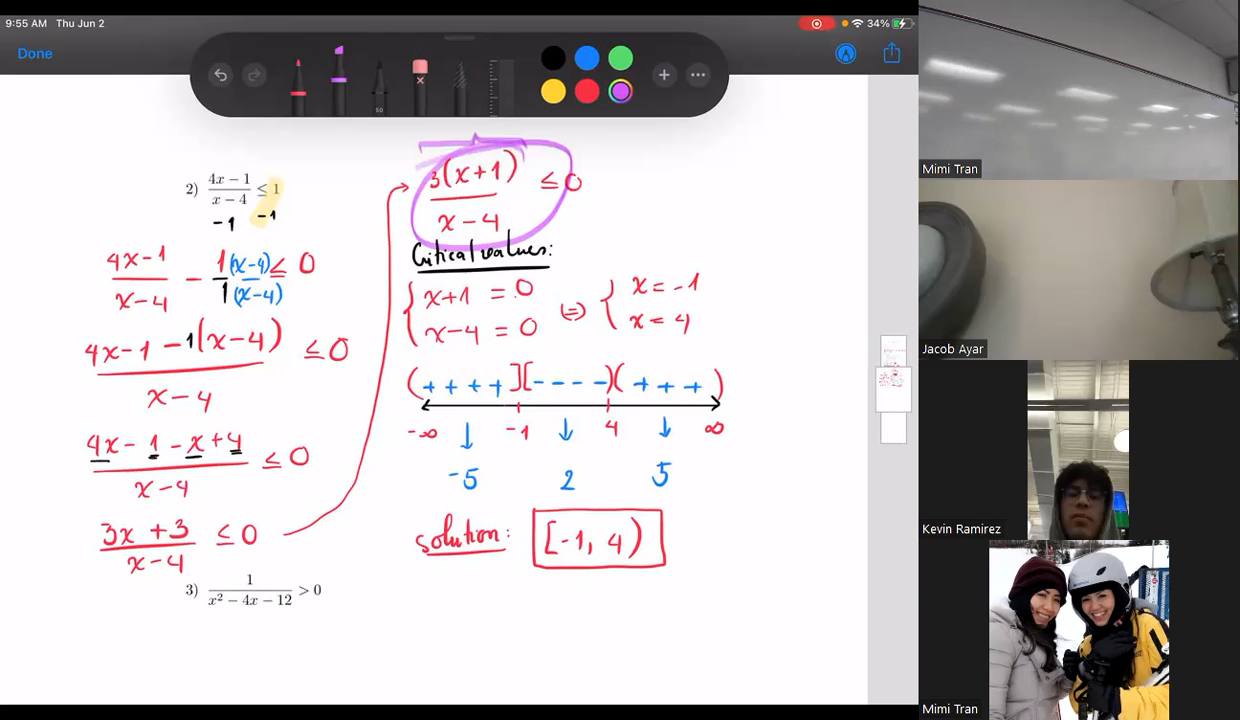 9:55 AM Thu Jun 2
34%
Done
50
2) (4x − 1)/(x − 4) ≤ 1
-1 -1
4x-1/x-4 - 1(x-4)/1(x-4) ≤ 0
4x-1 -1(x-4)/x-4 ≤ 0
4x - 1 - x + 4/x-4 ≤ 0
3x + 3/x-4 ≤ 0
3) 1/(x² − 4x − 12) > 0
3(x+1)/x-4 ≤ 0
Critical values:
{ x+1 = 0 (=) { x = -1
x-4 = 0 x = 4
(++++][----)(+++)
-∞ -1 4 ∞
-5 2 5
solution: [-1, 4)
Mimi Tran
Jacob Ayar
Kevin Ramirez
Mimi Tran